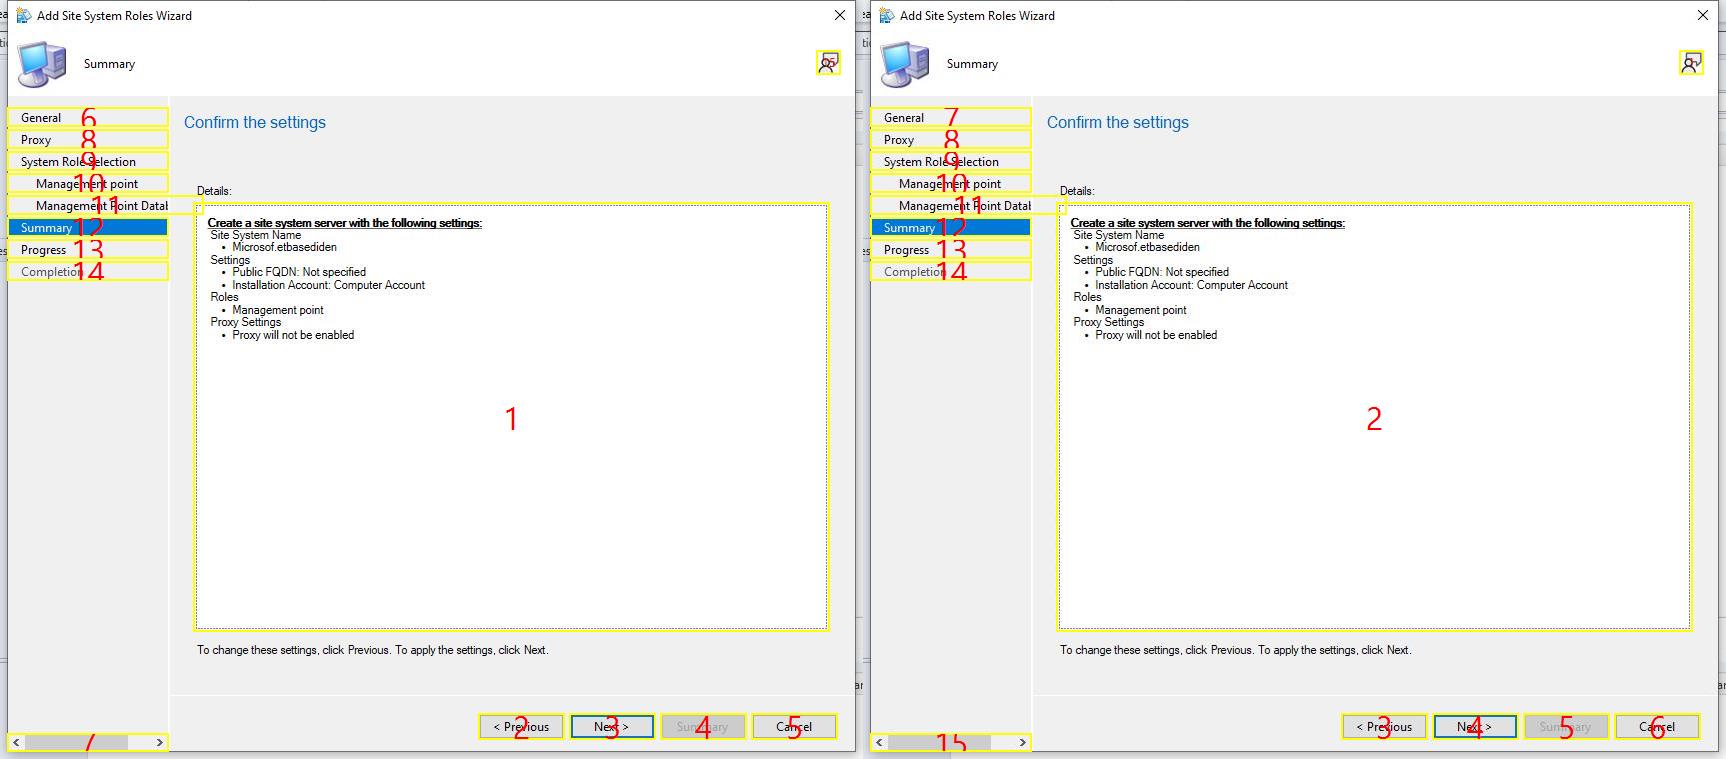 Add Site System Roles Wizard
Summary
15
General 6
Proxy 8
System Role Selection 9
Management point 10
Management Point Datab 11
Summary 12
Progress 13
Completion 14
7
Confirm the settings
Details:
Create a site system server with the following settings:
Site System Name
• Microsof.etbasediden
Settings
• Public FQDN: Not specified
• Installation Account: Computer Account
Roles
• Management point
Proxy Settings
• Proxy will not be enabled
1
To change these settings, click Previous. To apply the settings, click Next.
< Previous 2
Next > 3
Summary 4
Cancel 5
Add Site System Roles Wizard
Summary
1
General 7
Proxy 8
System Role Selection 9
Management point 10
Management Point Datab 11
Summary 12
Progress 13
Completion 14
15
Confirm the settings
Details:
Create a site system server with the following settings:
Site System Name
• Microsof.etbasediden
Settings
• Public FQDN: Not specified
• Installation Account: Computer Account
Roles
• Management point
Proxy Settings
• Proxy will not be enabled
2
To change these settings, click Previous. To apply the settings, click Next.
< Previous 3
Next > 4
Summary 5
Cancel 6